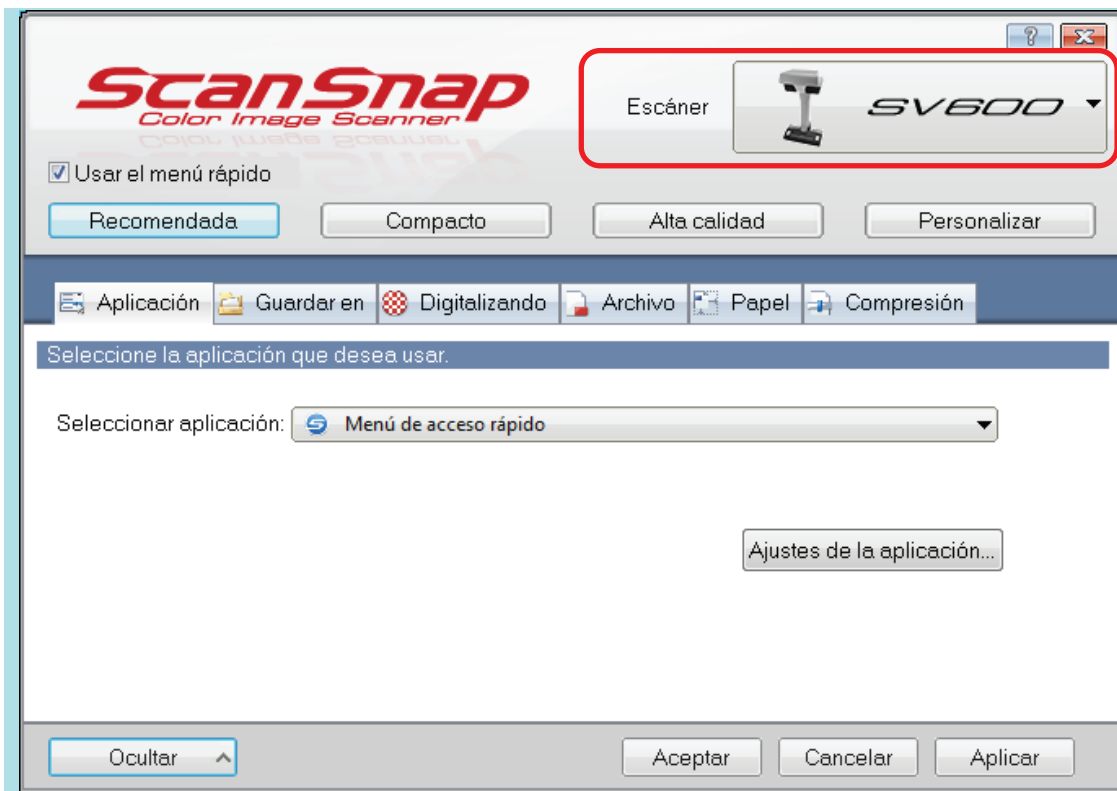 ?
ScanSnap
Color Image Scanner
Escáner
SV600
Usar el menú rápido
Recomendada
Compacto
Alta calidad
Personalizar
Aplicación
Guardar en
Digitalizando
Archivo
Papel
Compresión
Seleccione la aplicación que desea usar.
Seleccionar aplicación:
Menú de acceso rápido
Ajustes de la aplicación...
Ocultar
Aceptar
Cancelar
Aplicar